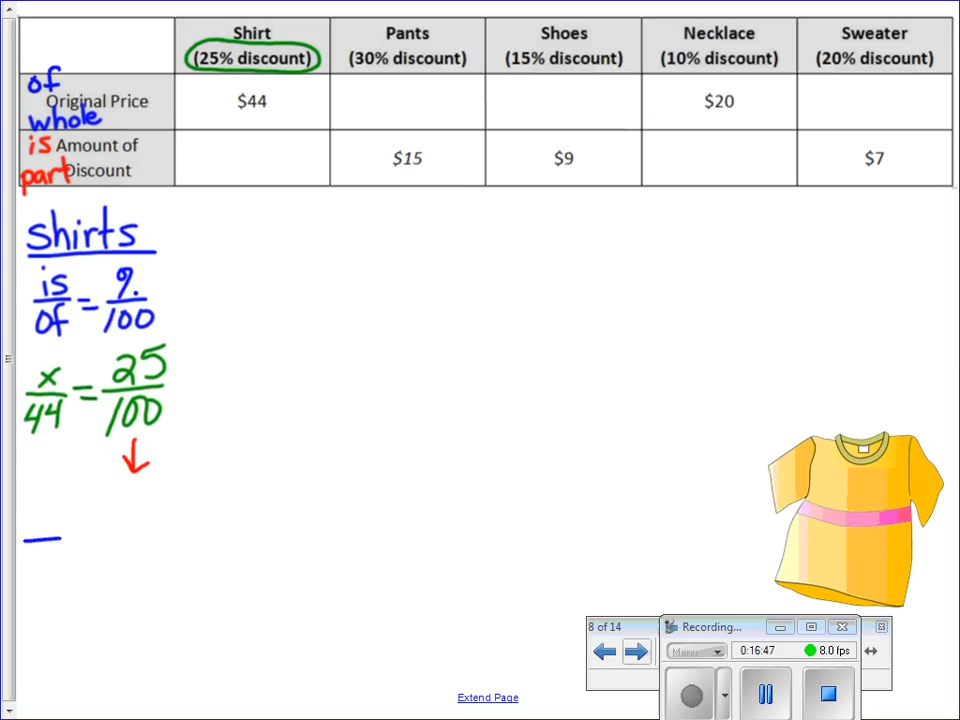 Shirt Pants Shoes Necklace Sweater
(25% discount) (30% discount) (15% discount) (10% discount) (20% discount)
of
Original Price $44 $20
whole
is Amount of $15 $9 $7
part Discount
shirts
is/of = %/100
x/44 = 25/100
8 of 14
Recording...
Menu 0:16:47 8.0 fps
Extend Page